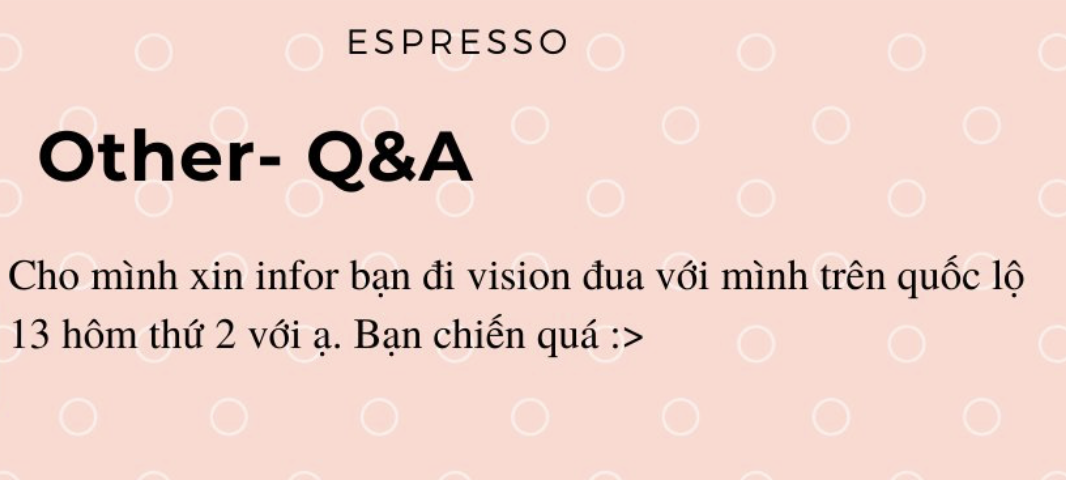 ESPRESSO
Other- Q&A
Cho mình xin infor bạn đi vision đua với mình trên quốc lộ
13 hôm thứ 2 với ạ. Bạn chiến quá :>